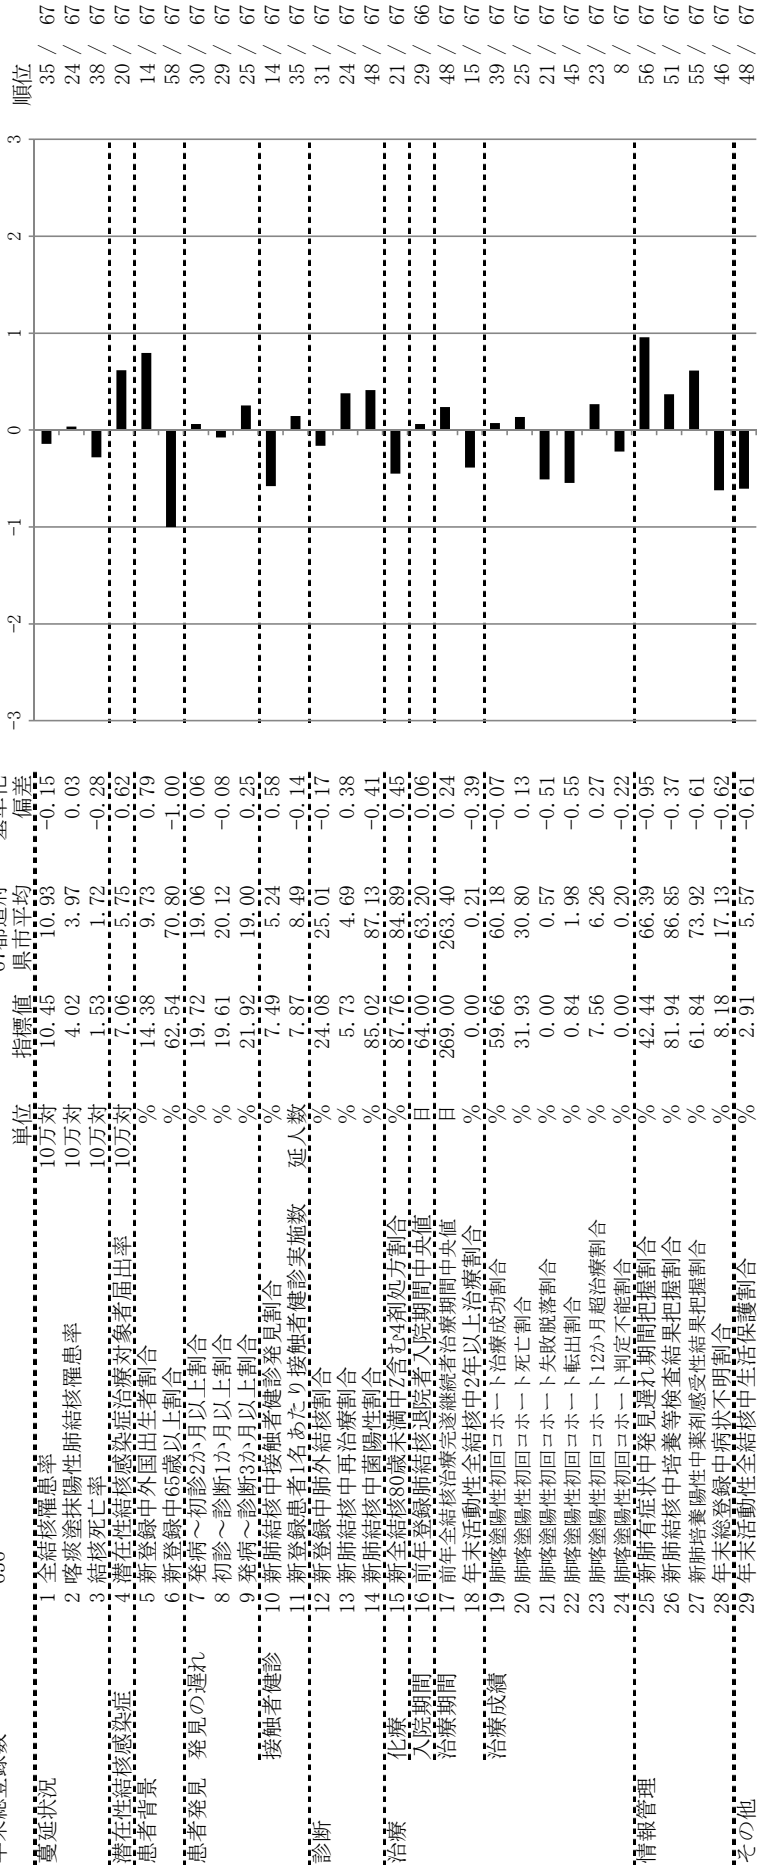 単位 指標値 県市平均 偏差 -3 -2 -1 0 1 2 3 順位
蔓延状況 1 全結核罹患率 10万対 10.45 10.93 -0.15 35 / 67
2 喀痰塗抹陽性肺結核罹患率 10万対 4.02 3.97 0.03 24 / 67
3 結核死亡率 10万対 1.53 1.72 -0.28 38 / 67
潜在性結核感染症 4 潜在性結核感染症治療対象者届出率 10万対 7.06 5.75 0.62 20 / 67
患者背景 5 新登録中外国出生者割合 % 14.38 9.73 0.79 14 / 67
6 新登録中65歳以上割合 % 62.54 70.80 -1.00 58 / 67
患者発見 発見の遅れ 7 発病~初診2か月以上割合 % 19.72 19.06 0.06 30 / 67
8 初診~診断1か月以上割合 % 19.61 20.12 -0.08 29 / 67
9 発病~診断3か月以上割合 % 21.92 19.00 0.25 25 / 67
接触者健診 10 新肺結核中接触者健診発見割合 % 7.49 5.24 0.58 14 / 67
11 新登録患者1名あたり接触者健診実施数 延人数 7.87 8.49 -0.14 35 / 67
診断 12 新登録中肺外結核割合 % 24.08 25.01 -0.17 31 / 67
13 新肺結核中再治療割合 % 5.73 4.69 0.38 24 / 67
14 新肺結核中菌陽性割合 % 85.02 87.13 -0.41 48 / 67
治療 化療 15 新全結核80歳未満中Z含む4剤処方割合 % 87.76 84.89 0.45 21 / 67
入院期間 16 前年登録肺結核退院者入院期間中央値 日 64.00 63.20 0.06 29 / 66
治療期間 17 前年全結核治療完遂継続者治療期間中央値 日 269.00 263.40 0.24 48 / 67
18 年末活動性全結核中2年以上治療割合 % 0.00 0.21 -0.39 15 / 67
治療成績 19 肺喀塗陽性初回コホート治療成功割合 % 59.66 60.18 -0.07 39 / 67
20 肺喀塗陽性初回コホート死亡割合 % 31.93 30.80 0.13 25 / 67
21 肺喀塗陽性初回コホート失敗脱落割合 % 0.00 0.57 -0.51 21 / 67
22 肺喀塗陽性初回コホート転出割合 % 0.84 1.98 -0.55 45 / 67
23 肺喀塗陽性初回コホート12か月超治療割合 % 7.56 6.26 0.27 23 / 67
24 肺喀塗陽性初回コホート判定不能割合 % 0.00 0.20 -0.22 8 / 67
情報管理 25 新肺有症状中発見遅れ期間把握割合 % 42.44 66.39 -0.95 56 / 67
26 新肺結核中培養等検査結果把握割合 % 81.94 86.85 -0.37 51 / 67
27 新肺培養陽性中薬剤感受性結果把握割合 % 61.84 73.92 -0.61 55 / 67
28 年末総登録中病状不明割合 % 8.18 17.13 -0.62 46 / 67
その他 29 年末活動性全結核中生活保護割合 % 2.91 5.57 -0.61 48 / 67